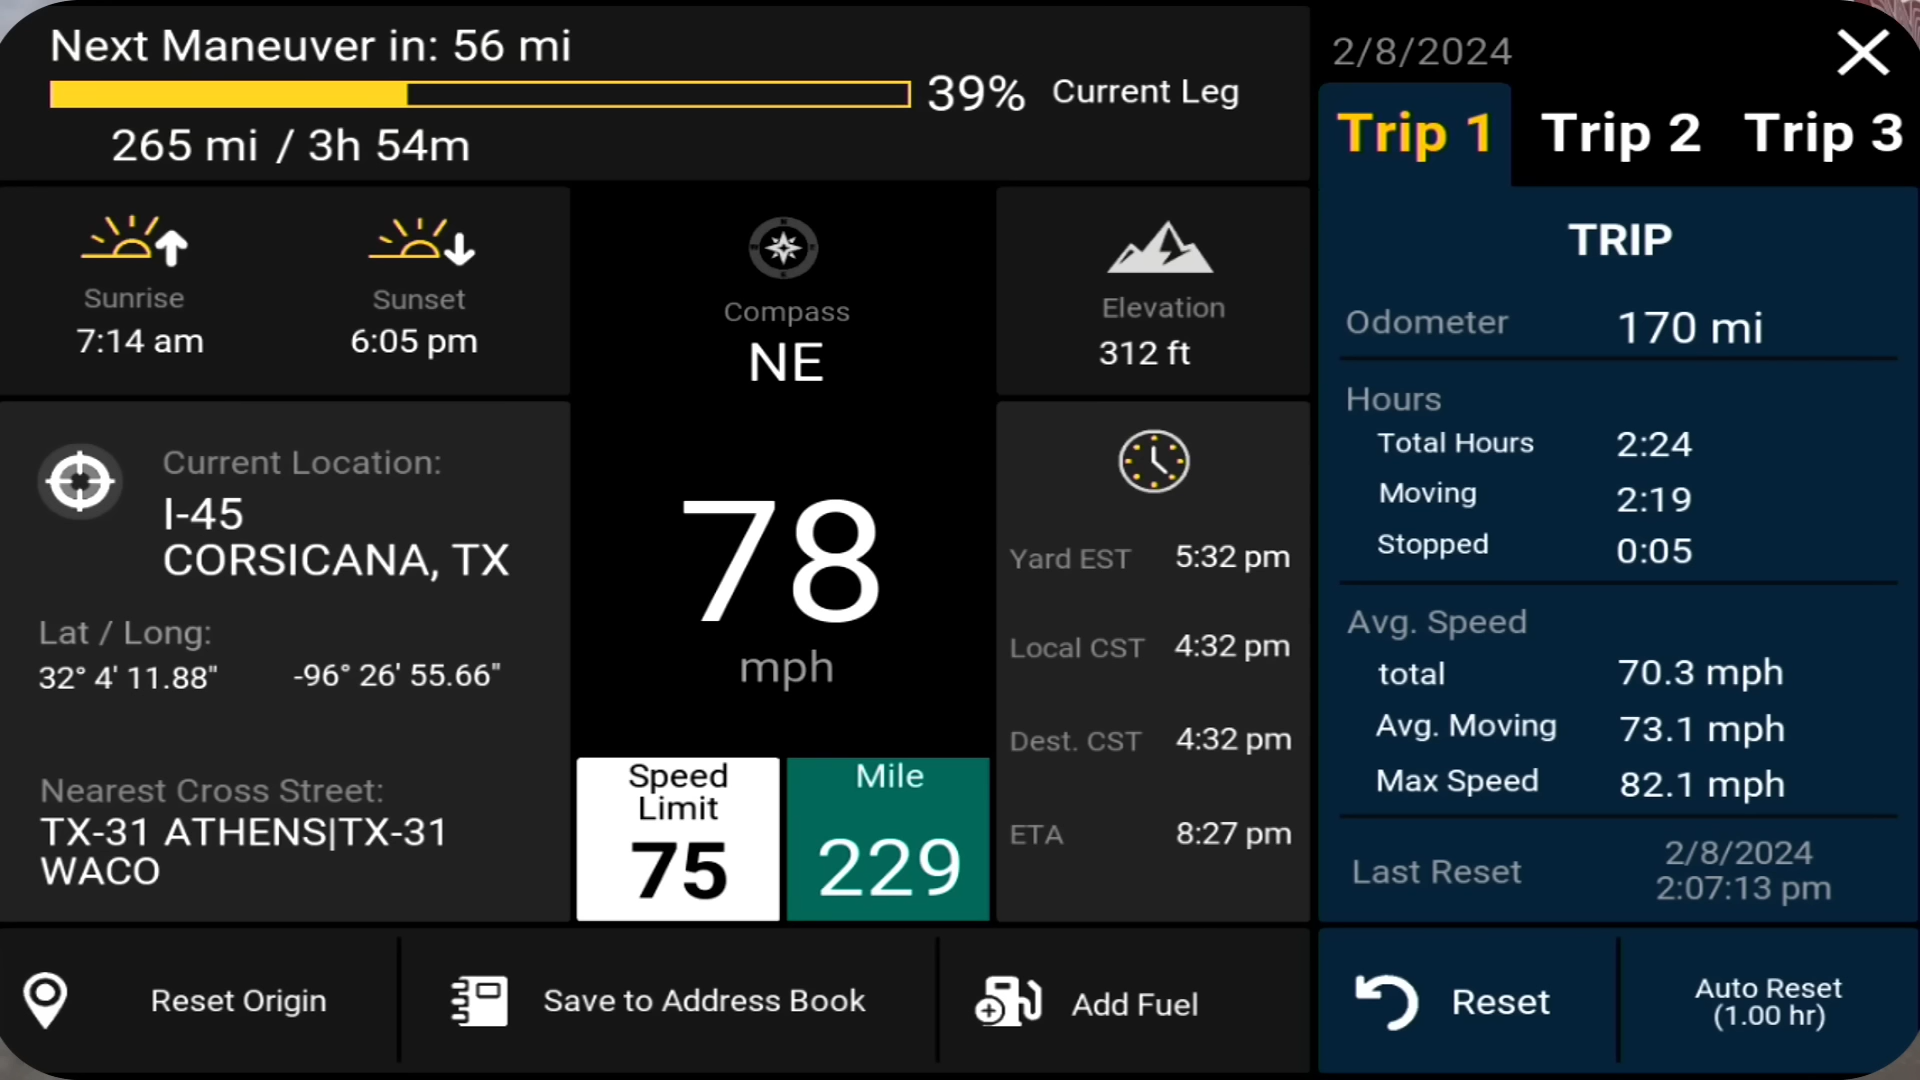 Next Maneuver in: 56 mi
39% Current Leg
265 mi / 3h 54m
2/8/2024
Trip 1 Trip 2 Trip 3
Sunrise
7:14 am
Sunset
6:05 pm
Compass
NE
Elevation
312 ft
Current Location:
I-45
CORSICANA, TX
Lat / Long:
32° 4' 11.88" -96° 26' 55.66"
Nearest Cross Street:
TX-31 ATHENS|TX-31
WACO
78
mph
Speed
Limit
75
Mile
229
Yard EST 5:32 pm
Local CST 4:32 pm
Dest. CST 4:32 pm
ETA 8:27 pm
TRIP
Odometer 170 mi
Hours
Total Hours 2:24
Moving 2:19
Stopped 0:05
Avg. Speed
total 70.3 mph
Avg. Moving 73.1 mph
Max Speed 82.1 mph
Last Reset 2/8/2024
2:07:13 pm
Reset Origin
Save to Address Book
Add Fuel
Reset
Auto Reset
(1.00 hr)